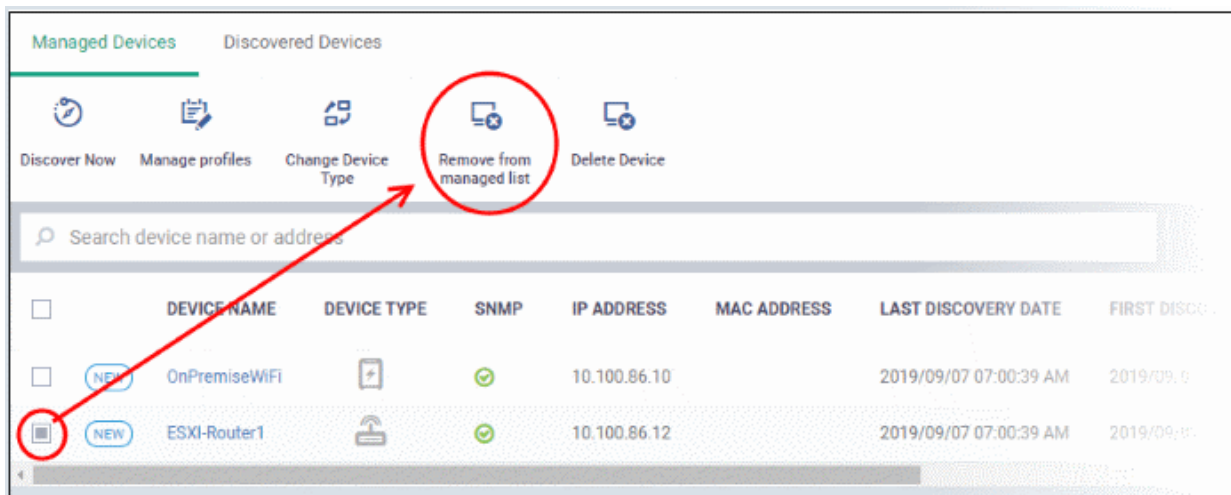 Managed Devices Discovered Devices
Discover Now Manage profiles Change Device Type Remove from managed list Delete Device
Search device name or address
DEVICE NAME DEVICE TYPE SNMP IP ADDRESS MAC ADDRESS LAST DISCOVERY DATE FIRST
NEW OnPremiseWiFi 10.100.86.10 2019/09/07 07:00:39 AM
NEW ESXI-Router1 10.100.86.12 2019/09/07 07:00:39 AM